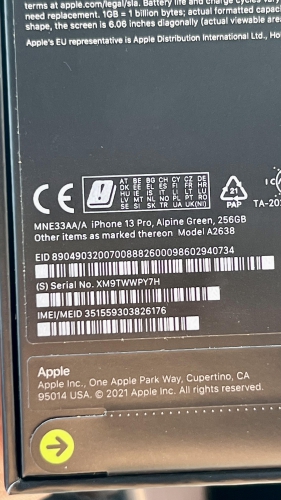 terms at apple.com/legal/sla. Battery life and charge cycles vary
need replacement. 1GB = 1 billion bytes; actual formatted capac
shape, the screen is 6.06 inches diagonally (actual viewable area
Apple's EU representative is Apple Distribution International Ltd., Ho
CE
AT BE BG CH CY CZ DE
DK EE EL ES FI FR HR
HU IE IS IT LI LT LU
LV MT NL NO PL PT RO
SE SI SK TR UA UK(NI)
21
PAP
IC
TA-20
MNE33AA/A iPhone 13 Pro, Alpine Green, 256GB
Other items as marked thereon Model A2638
EID 89049032007008882600098602940734
(S) Serial No. XM9TWWPY7H
IMEI/MEID 351559303826176
Apple
Apple Inc., One Apple Park Way, Cupertino, CA
95014 USA. © 2021 Apple Inc. All rights reserved.